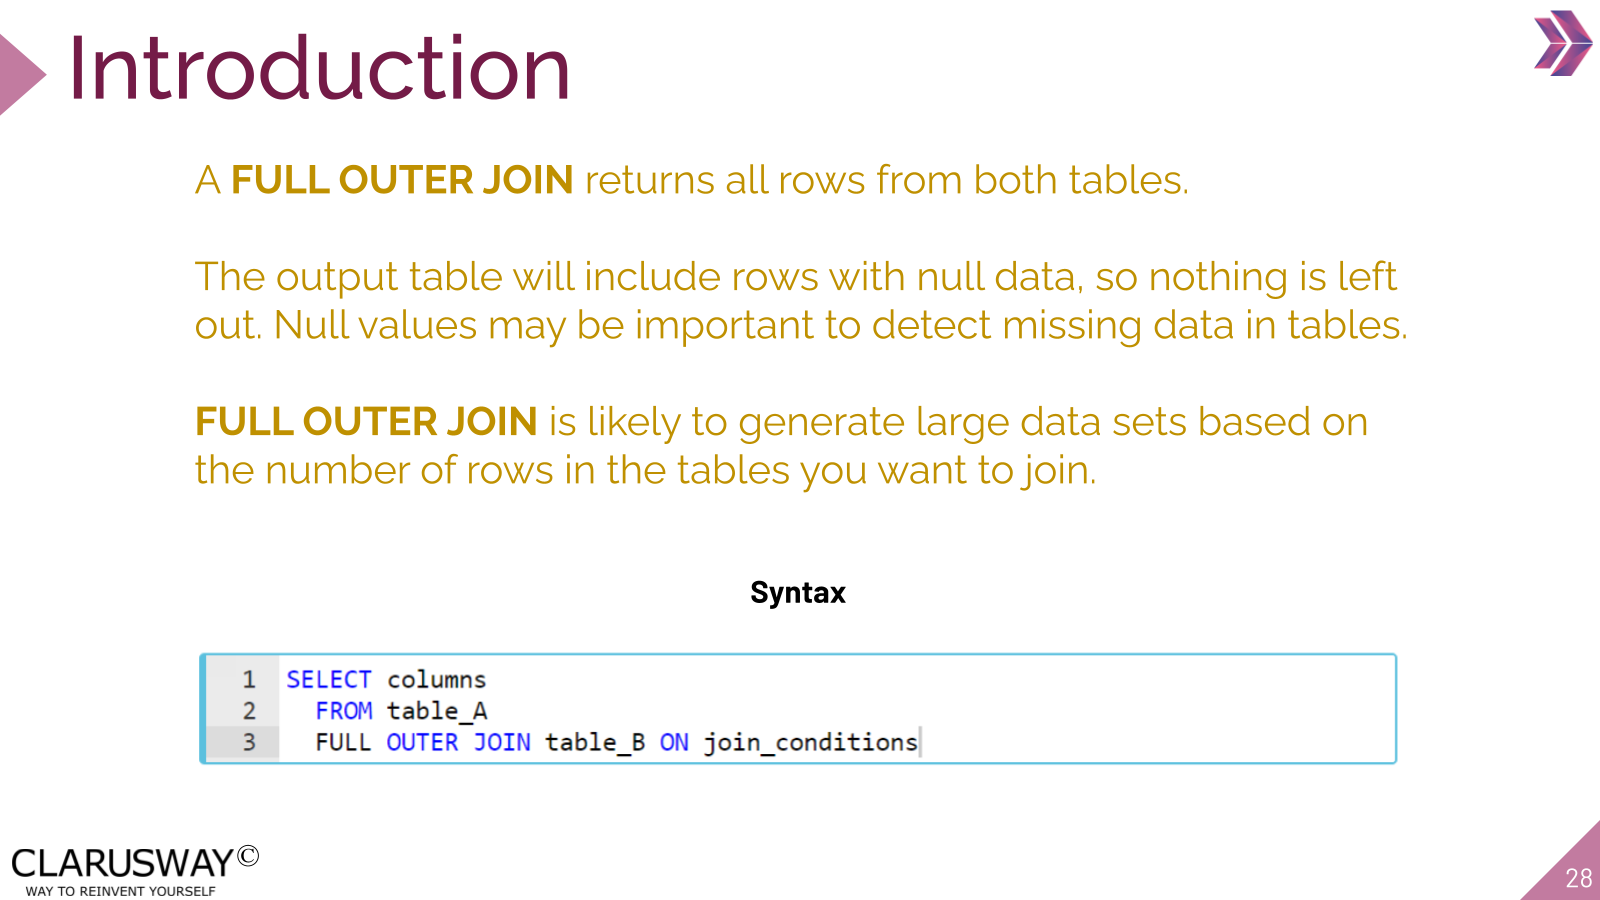 Introduction
A FULL OUTER JOIN returns all rows from both tables.
The output table will include rows with null data, so nothing is left
out. Null values may be important to detect missing data in tables.
FULL OUTER JOIN is likely to generate large data sets based on
the number of rows in the tables you want to join.
Syntax
1 SELECT columns
2 FROM table_A
3 FULL OUTER JOIN table_B ON join_conditions
CLARUSWAY©
WAY TO REINVENT YOURSELF
28